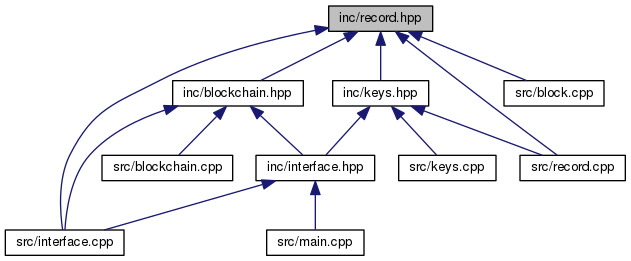 inc/record.hpp
inc/blockchain.hpp
inc/keys.hpp
src/block.cpp
src/blockchain.cpp
inc/interface.hpp
src/keys.cpp
src/record.cpp
src/interface.cpp
src/main.cpp